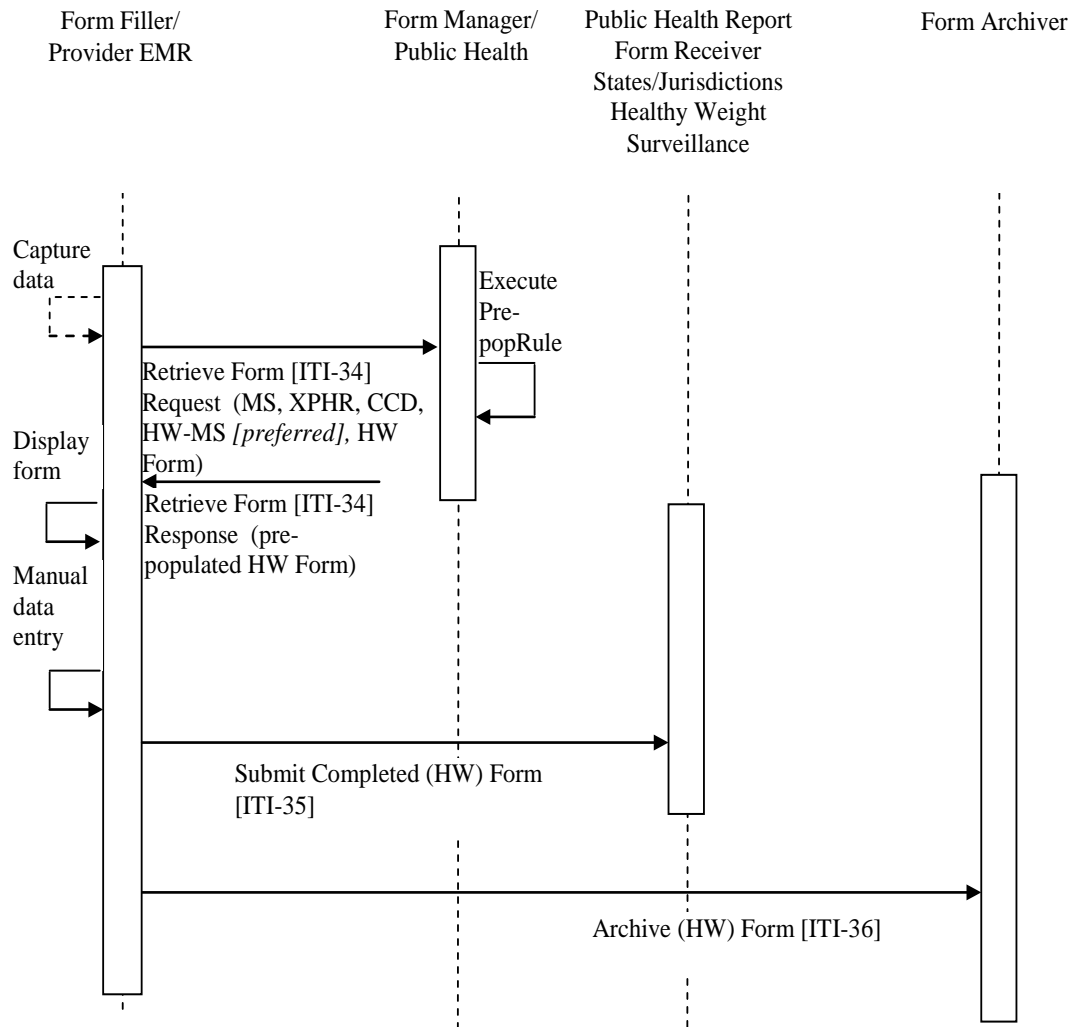 Form Filler/
Provider EMR
Form Manager/
Public Health
Public Health Report
Form Receiver
States/Jurisdictions
Healthy Weight
Surveillance
Form Archiver
Capture
data
Execute
Pre-
popRule
Retrieve Form [ITI-34]
Request (MS, XPHR, CCD,
HW-MS [preferred], HW
Form)
Display
form
Retrieve Form [ITI-34]
Response (pre-
populated HW Form)
Manual
data
entry
Submit Completed (HW) Form
[ITI-35]
Archive (HW) Form [ITI-36]